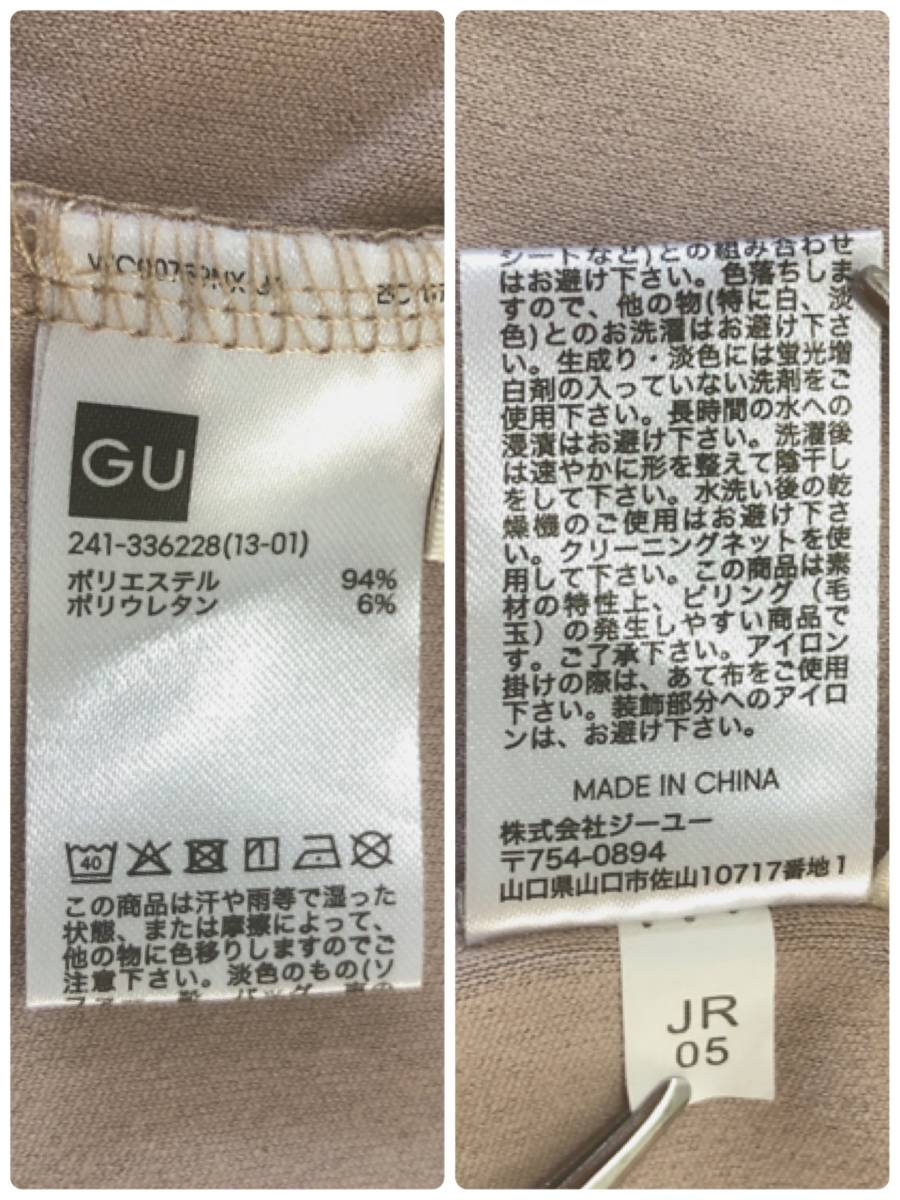 GU
241-336228(13-01)
ポリエステル 94%
ポリウレタン 6%
40
この商品は汗や雨等で湿った
状態、または摩擦によって、
他の物に色移りしますのでご
注意下さい。淡色のもの(ソ
シートなど)との組み合わせ
はお避け下さい。色落ちしま
すので、他の物(特に白、淡
色)とのお洗濯はお避け下さ
い。生成り・淡色には蛍光増
白剤の入っていない洗剤をご
使用下さい。長時間の水への
浸漬はお避け下さい。洗濯後
は速やかに形を整えて陰干し
をして下さい。水洗い後の乾
燥機のご使用はお避け下さ
い。クリーニングネットを使
用して下さい。この商品は素
材の特性上、ピリング(毛
玉)の発生しやすい商品で
す。ご了承下さい。アイロン
掛けの際は、あて布をご使用
下さい。装飾部分へのアイロ
ンは、お避け下さい。
MADE IN CHINA
株式会社ジーユー
〒754-0894
山口県山口市佐山10717番地1
JR
05